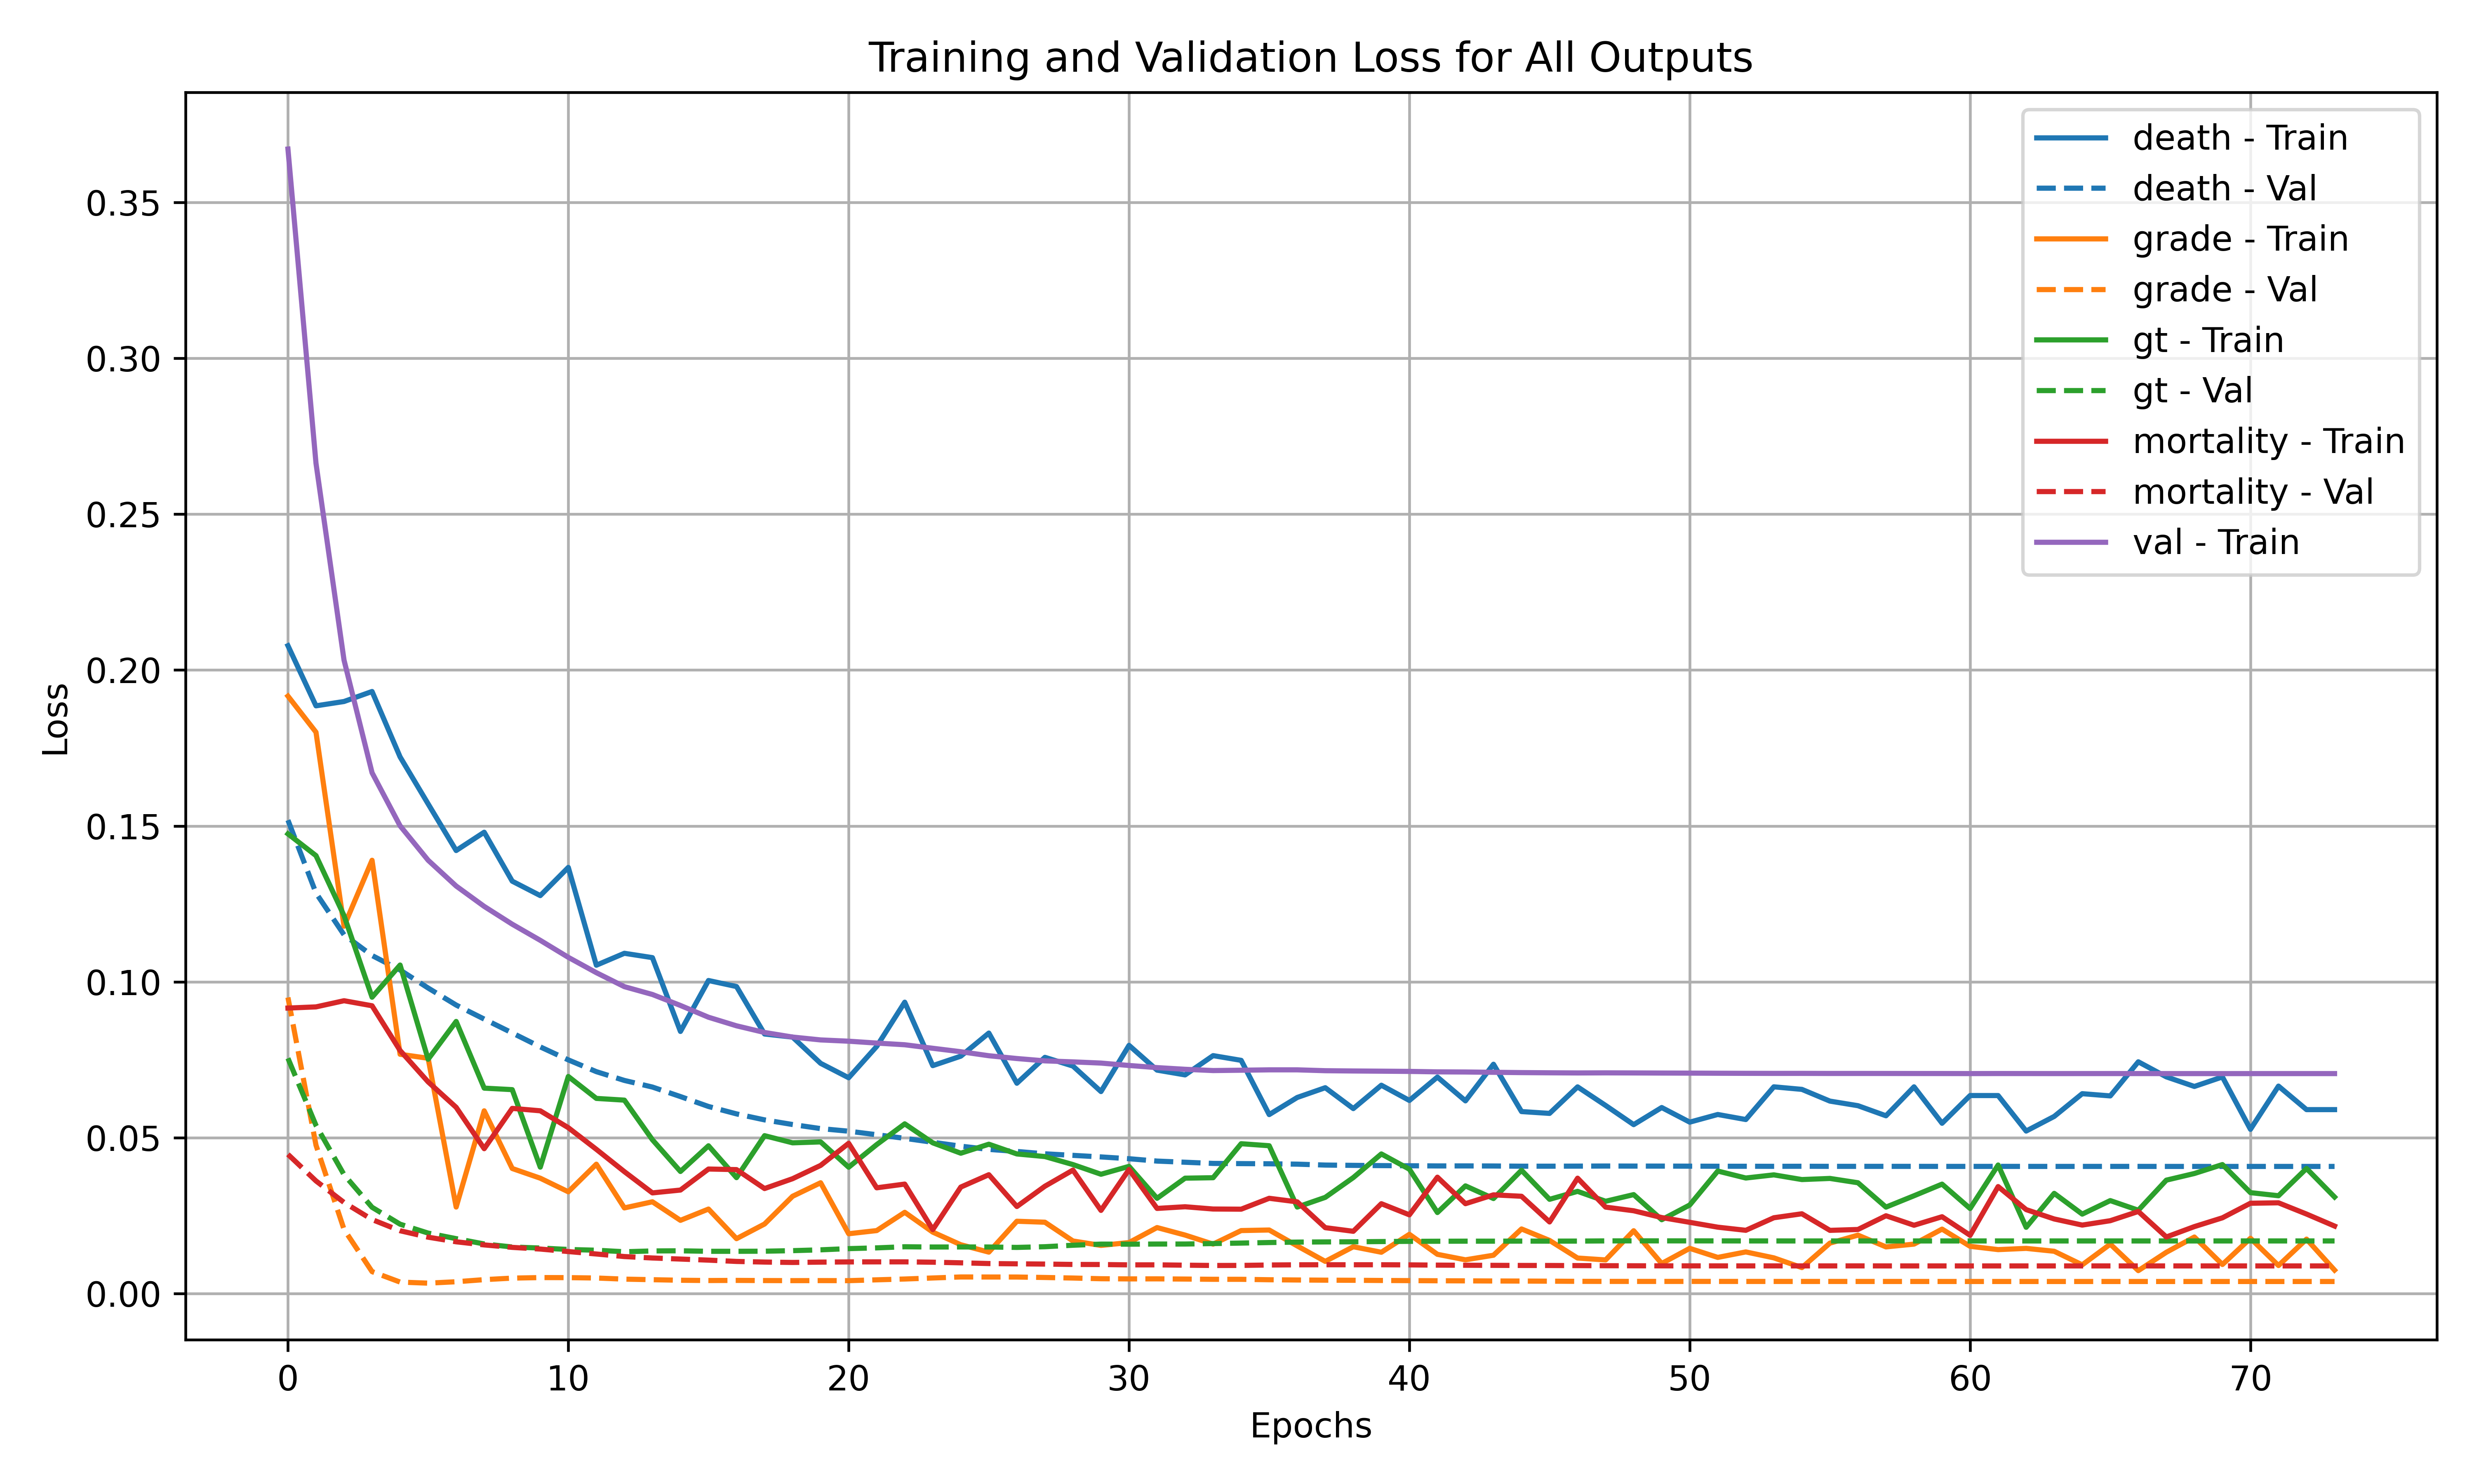 Training and Validation Loss for All Outputs
death - Train
death - Val
grade - Train
grade - Val
gt - Train
gt - Val
mortality - Train
mortality - Val
val - Train
Loss
0.35
0.30
0.25
0.20
0.15
0.10
0.05
0.00
0 10 20 30 40 50 60 70
Epochs